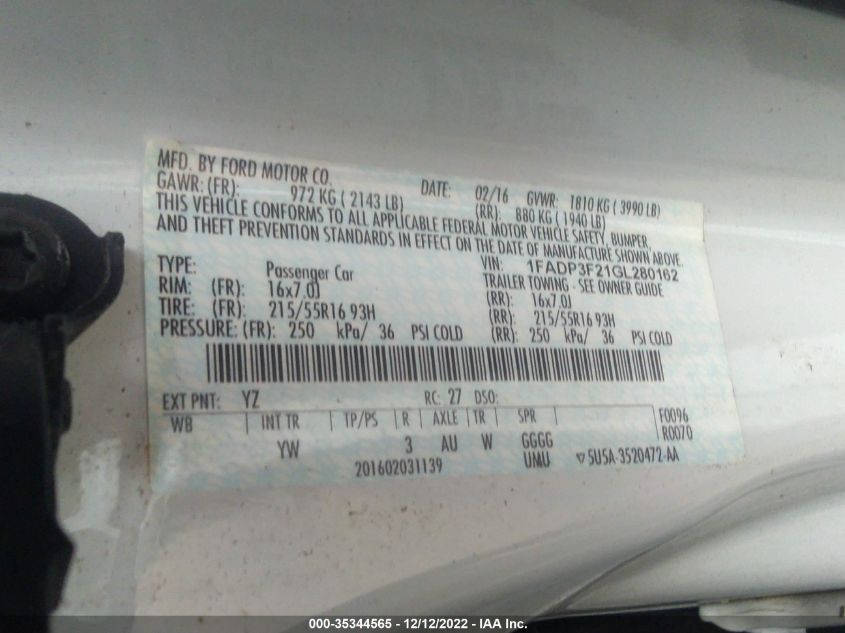 MFD. BY FORD MOTOR CO.
DATE: 02/16 GVWR: 1810 KG ( 3990 LB)
GAWR: (FR): 972 KG ( 2143 LB) (RR): 880 KG ( 1940 LB)
THIS VEHICLE CONFORMS TO ALL APPLICABLE FEDERAL MOTOR VEHICLE SAFETY, BUMPER,
AND THEFT PREVENTION STANDARDS IN EFFECT ON THE DATE OF MANUFACTURE SHOWN ABOVE.
VIN: 1FADP3F21GL280162
TYPE: Passenger Car TRAILER TOWING - SEE OWNER GUIDE
RIM: (FR): 16x7.0J (RR): 16x7.0J
TIRE: (FR): 215/55R16 93H (RR): 215/55R16 93H
PRESSURE: (FR): 250 kPa/ 36 PSI COLD (RR): 250 kPa/ 36 PSI COLD
EXT PNT: YZ RC: 27 DSO:
WB INT TR TP/PS R AXLE TR SPR F0096
YW 3 AU W GGGG R0070
201602031139 UMU 5U5A-3520472-AA
000-35344565 - 12/12/2022 - IAA Inc.